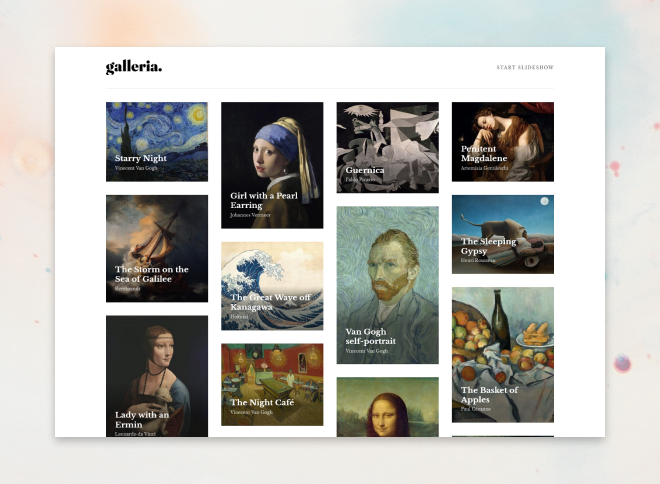 galleria.
START SLIDESHOW
Starry Night
Vincent Van Gogh
Girl with a Pearl
Earring
Johannes Vermeer
Guernica
Pablo Picasso
Penitent
Magdalene
Artemisia Gentileschi
The Storm on the
Sea of Galilee
Rembrandt
The Great Wave off
Kanagawa
Hokusai
Van Gogh
self-portrait
Vincent Van Gogh
The Sleeping
Gypsy
Henri Rousseau
Lady with an
Ermin
Leonardo da Vinci
The Night Café
Vincent Van Gogh
The Basket of
Apples
Paul Cézanne